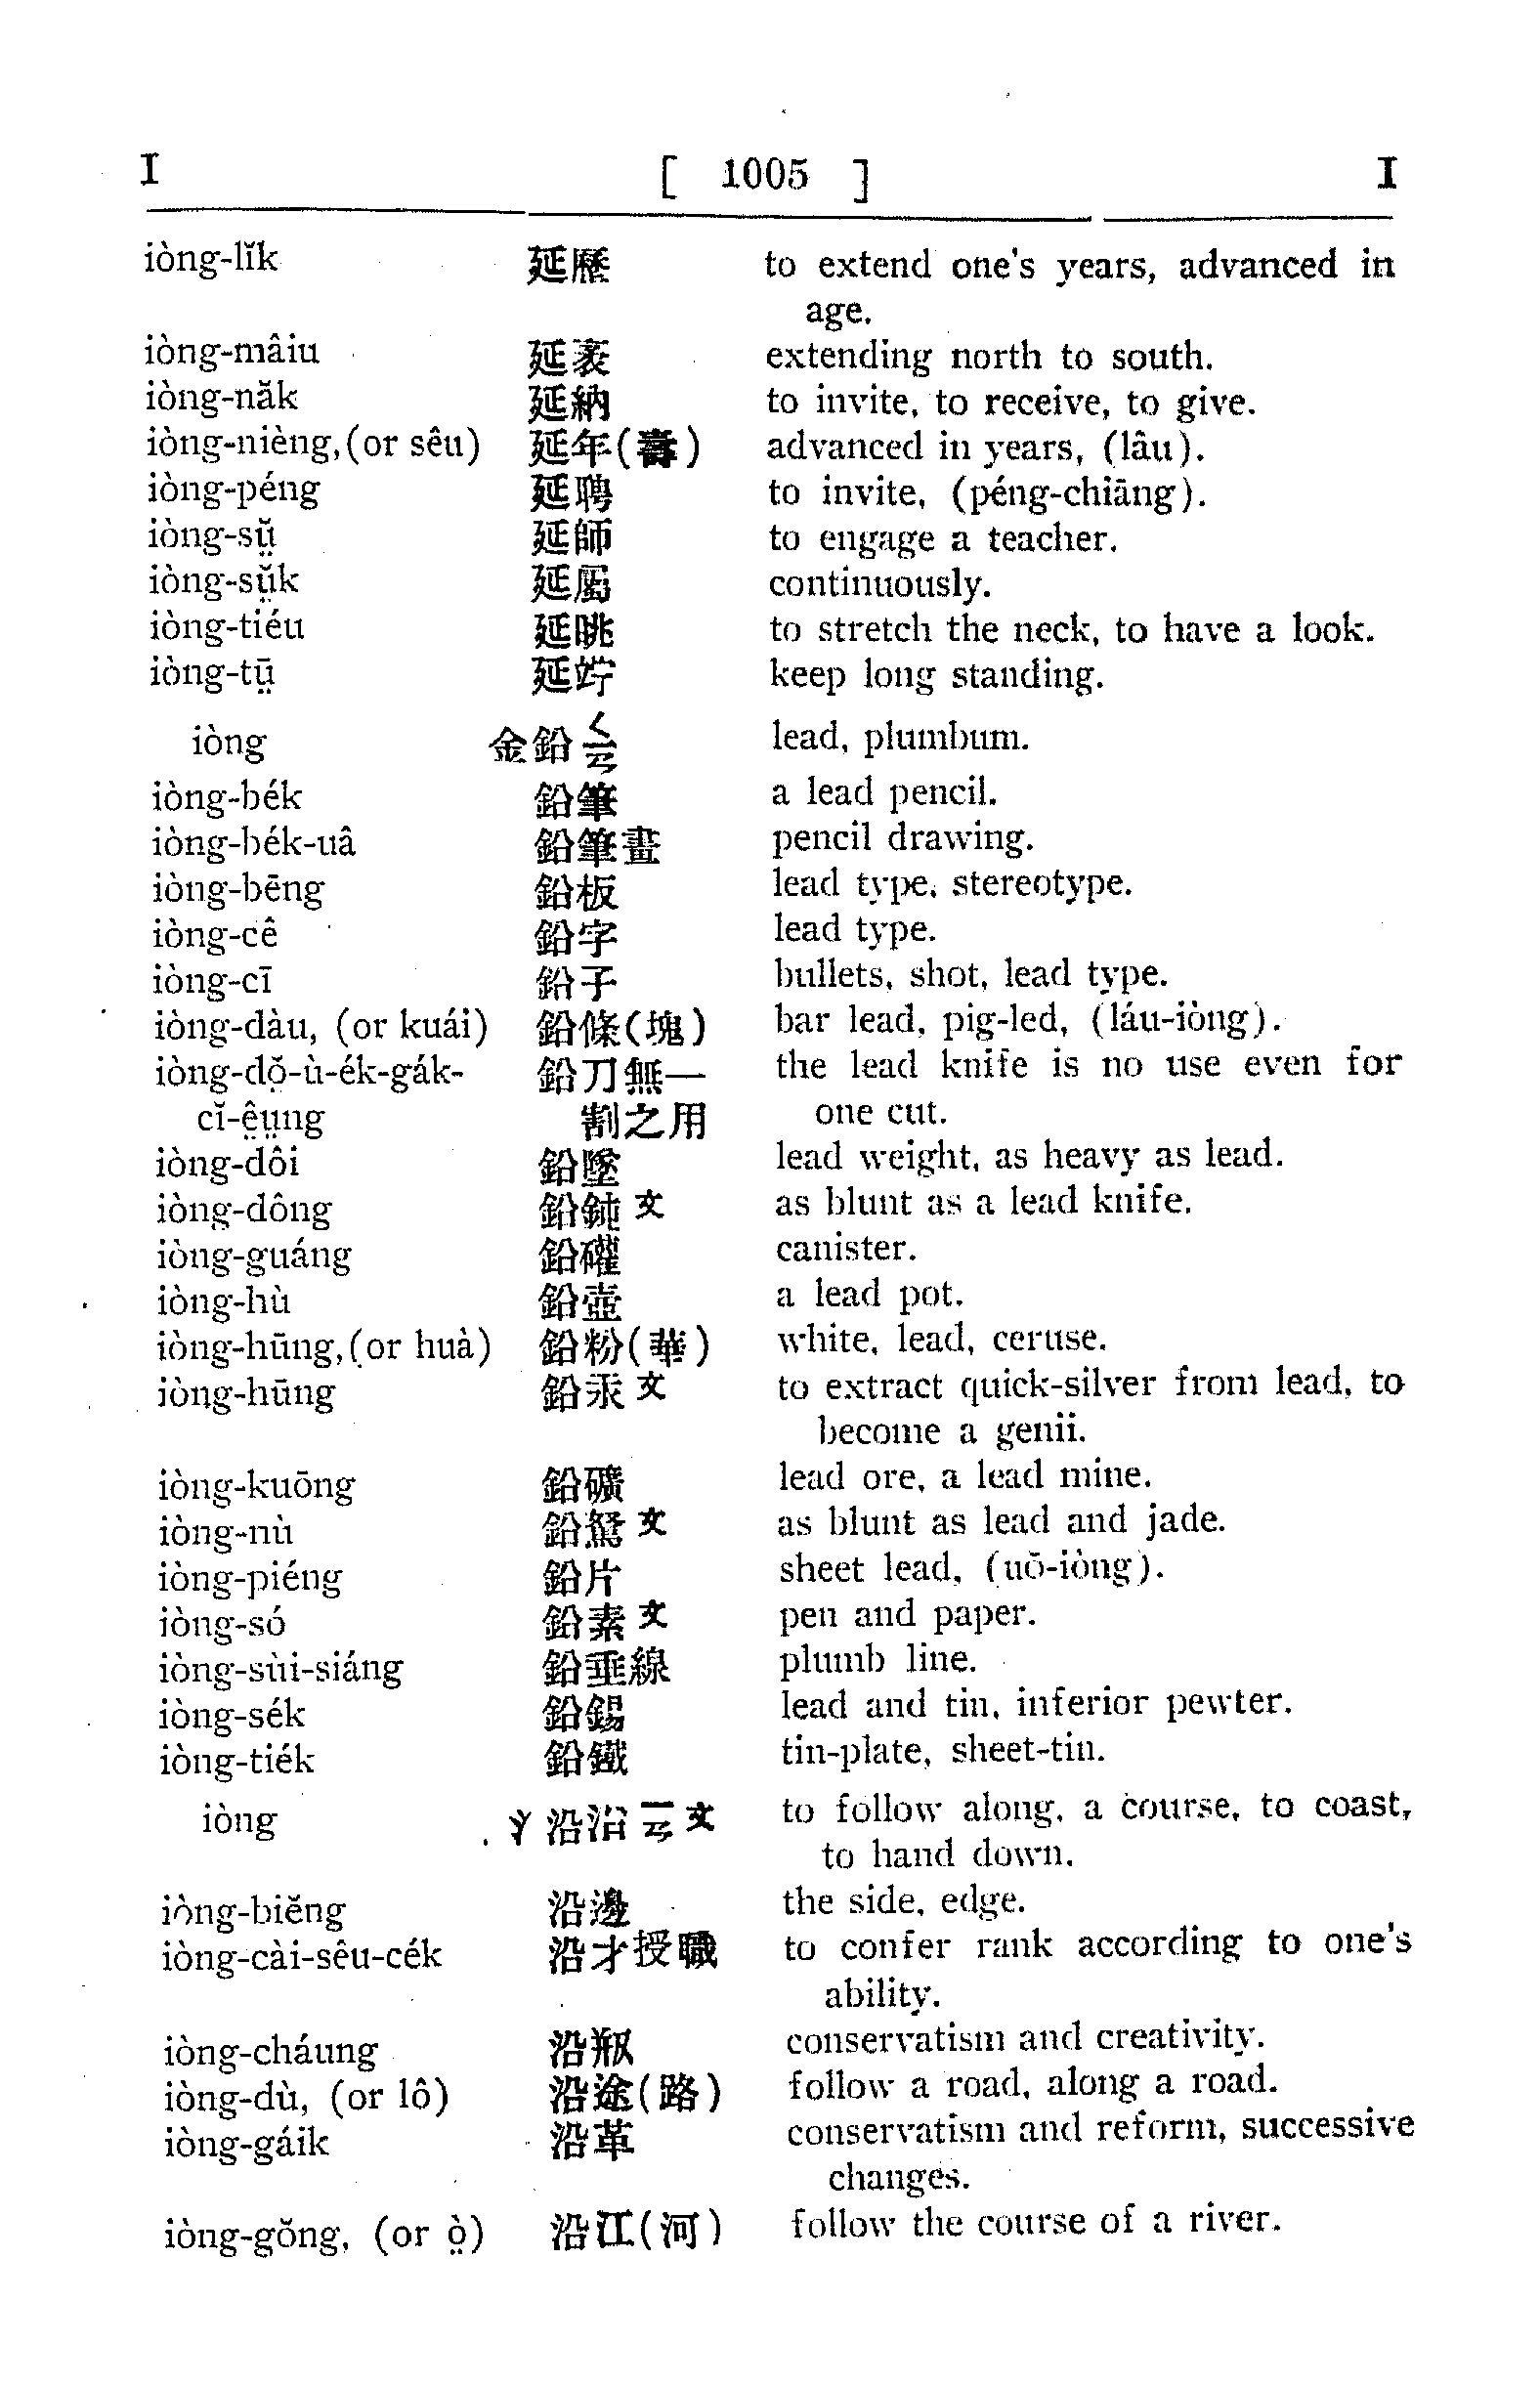 I [ 1005 ] I
iòng-lĭk 延歷 to extend one's years, advanced in
age.
iòng-mâiu 延袤 extending north to south.
iòng-năk 延納 to invite, to receive, to give.
iòng-nièng,(or sêu) 延年(壽) advanced in years, (lâu).
iòng-péng 延聘 to invite, (péng-chiāng).
iòng-sṳ̆ 延師 to engage a teacher.
iòng-sṳ̆k 延屬 continuously.
iòng-tiéu 延眺 to stretch the neck, to have a look.
iòng-tṳ̄ 延竚 keep long standing.
iòng 金鉛 lead, plumbum.
iòng-bék 鉛筆 a lead pencil.
iòng-bék-uâ 鉛筆畫 pencil drawing.
iòng-bēng 鉛板 lead type, stereotype.
iòng-cê 鉛字 lead type.
iòng-cī 鉛子 bullets, shot, lead type.
iòng-dàu, (or kuái) 鉛條(塊) bar lead, pig-led, (láu-iòng).
iòng-dŏ̤-ù-ék-gák- 鉛刀無一 the lead knife is no use even for
cĭ-ê̤ṳng 割之用 one cut.
iòng-dôi 鉛墜 lead weight, as heavy as lead.
iòng-dông 鉛鈍文 as blunt as a lead knife.
iòng-guáng 鉛礶 canister.
iòng-hù 鉛壺 a lead pot.
iòng-hūng,(or huà) 鉛粉(華) white, lead, ceruse.
iòng-hūng 鉛汞文 to extract quick-silver from lead, to
become a genii.
iòng-kuōng 鉛礦 lead ore, a lead mine.
iòng-nù 鉛駑文 as blunt as lead and jade.
iòng-piéng 鉛片 sheet lead, (uō-iòng).
iòng-só 鉛素文 pen and paper.
iòng-sùi-siáng 鉛垂線 plumb line.
iòng-sék 鉛錫 lead and tin, inferior pewter.
iòng-tiék 鉛鐵 tin-plate, sheet-tin.
iòng 沿㳂文 to follow along, a course, to coast,
to hand down.
iòng-biĕng 沿邊 the side, edge.
iòng-cài-sêu-cék 沿才授職 to confer rank according to one's
ability.
iòng-cháung 沿剏 conservatism and creativity.
iòng-dù, (or lô) 沿途(路) follow a road, along a road.
iòng-gáik 沿革 conservatism and reform, successive
changes.
iòng-gŏng, (or ò̤) 沿江(河) follow the course of a river.